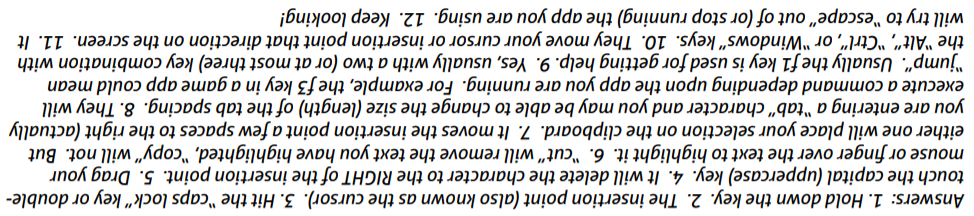 Answers: 1. Hold down the key. 2. The insertion point (also known as the cursor). 3. Hit the "caps lock" key or double-
touch the capital (uppercase) key. 4. It will delete the character to the RIGHT of the insertion point. 5. Drag your
mouse or finger over the text to highlight it. 6. "cut" will remove the text you have highlighted, "copy" will not. But
either one will place your selection on the clipboard. 7. It moves the insertion point a few spaces to the right (actually
you are entering a "tab" character and you may be able to change the size (length) of the tab spacing. 8. They will
execute a command depending upon the app you are running. For example, the f3 key in a game app could mean
"jump". Usually the f1 key is used for getting help. 9. Yes, usually with a two (or at most three) key combination with
the "Alt", "Ctrl", or "Windows" keys. 10. They move your cursor or insertion point that direction on the screen. 11. It
will try to "escape" out of (or stop running) the app you are using. 12. Keep looking!